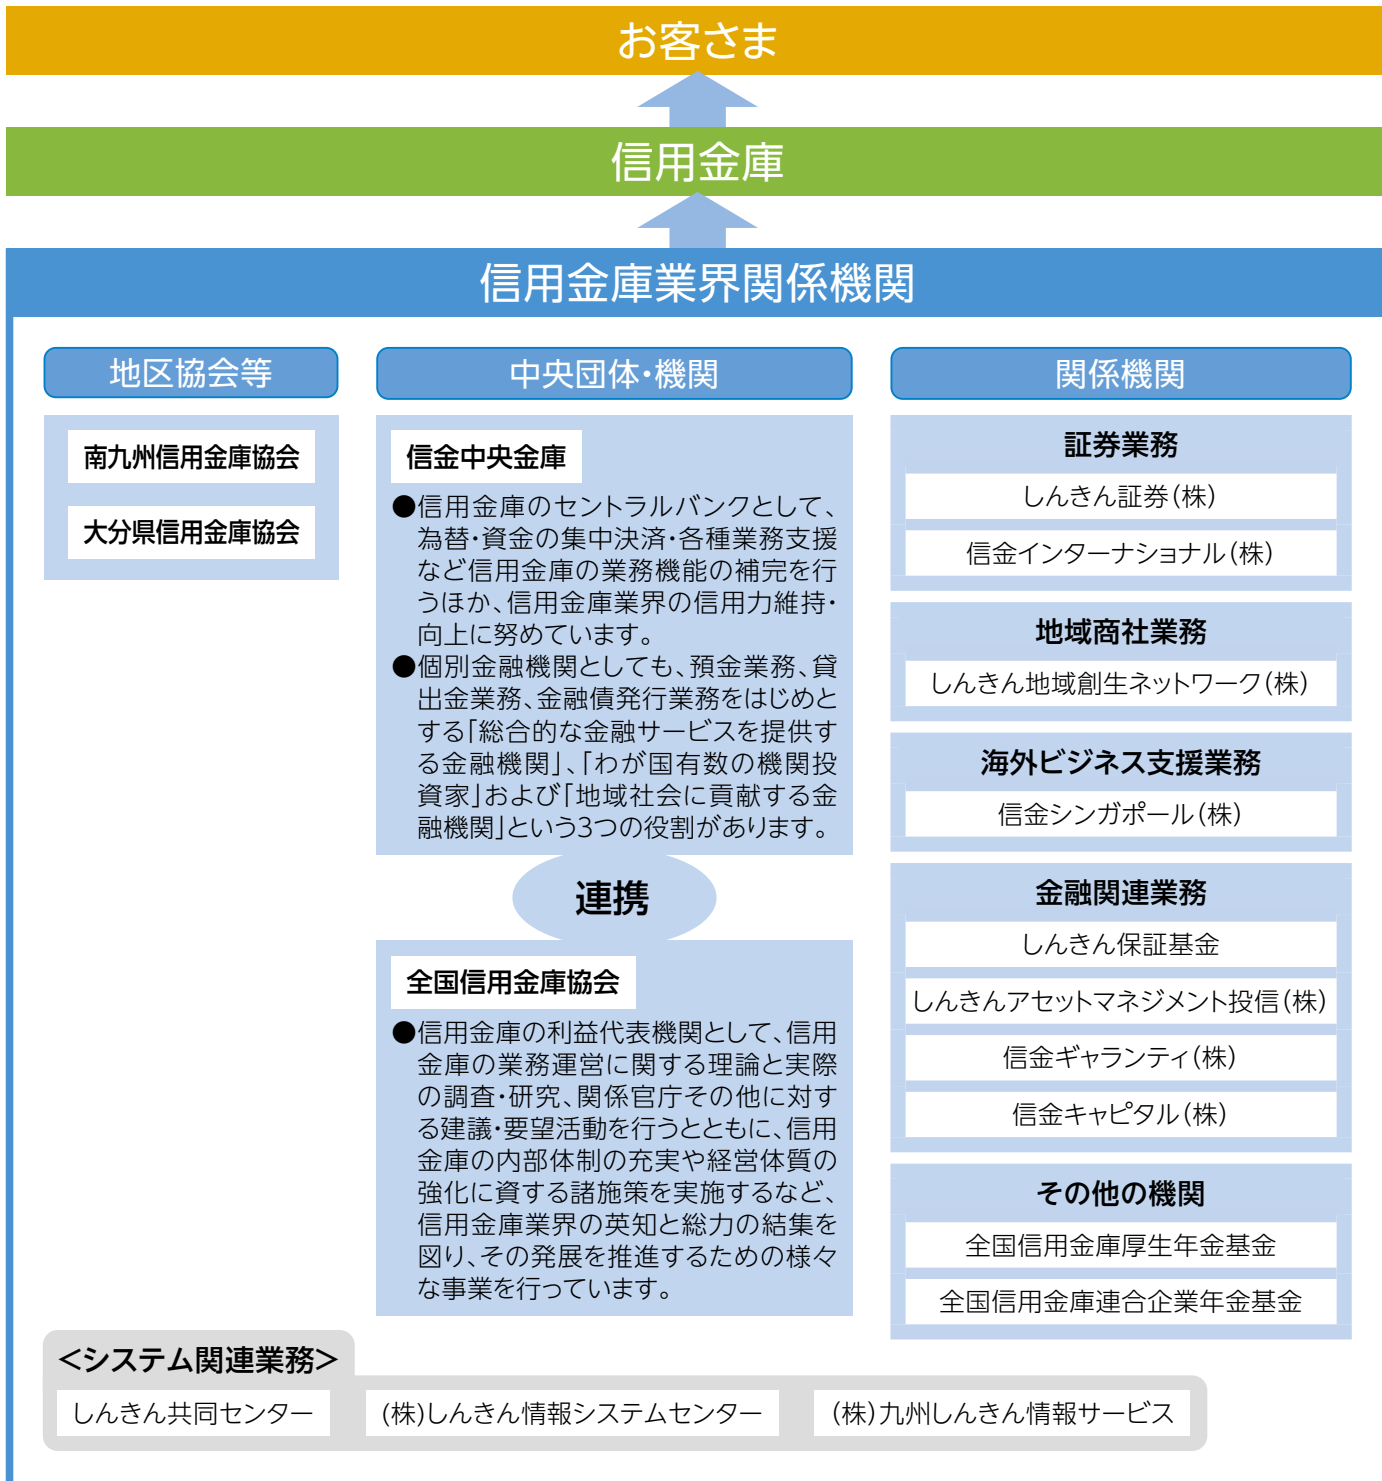 お客さま
信用金庫
信用金庫業界関係機関
地区協会等
南九州信用金庫協会
大分県信用金庫協会
中央団体・機関
信金中央金庫
●信用金庫のセントラルバンクとして、
為替・資金の集中決済・各種業務支援
など信用金庫の業務機能の補完を行
うほか、信用金庫業界の信用力維持・
向上に努めています。
●個別金融機関としても、預金業務、貸
出金業務、金融債発行業務をはじめと
する「総合的な金融サービスを提供す
る金融機関」、「わが国有数の機関投
資家」および「地域社会に貢献する金
融機関」という3つの役割があります。
連携
全国信用金庫協会
●信用金庫の利益代表機関として、信用
金庫の業務運営に関する理論と実際
の調査・研究、関係官庁その他に対す
る建議・要望活動を行うとともに、信用
金庫の内部体制の充実や経営体質の
強化に資する諸施策を実施するなど、
信用金庫業界の英知と総力の結集を
図り、その発展を推進するための様々
な事業を行っています。
関係機関
証券業務
しんきん証券(株)
信金インターナショナル(株)
地域商社業務
しんきん地域創生ネットワーク(株)
海外ビジネス支援業務
信金シンガポール(株)
金融関連業務
しんきん保証基金
しんきんアセットマネジメント投信(株)
信金ギャランティ(株)
信金キャピタル(株)
その他の機関
全国信用金庫厚生年金基金
全国信用金庫連合企業年金基金
<システム関連業務>
しんきん共同センター
(株)しんきん情報システムセンター
(株)九州しんきん情報サービス